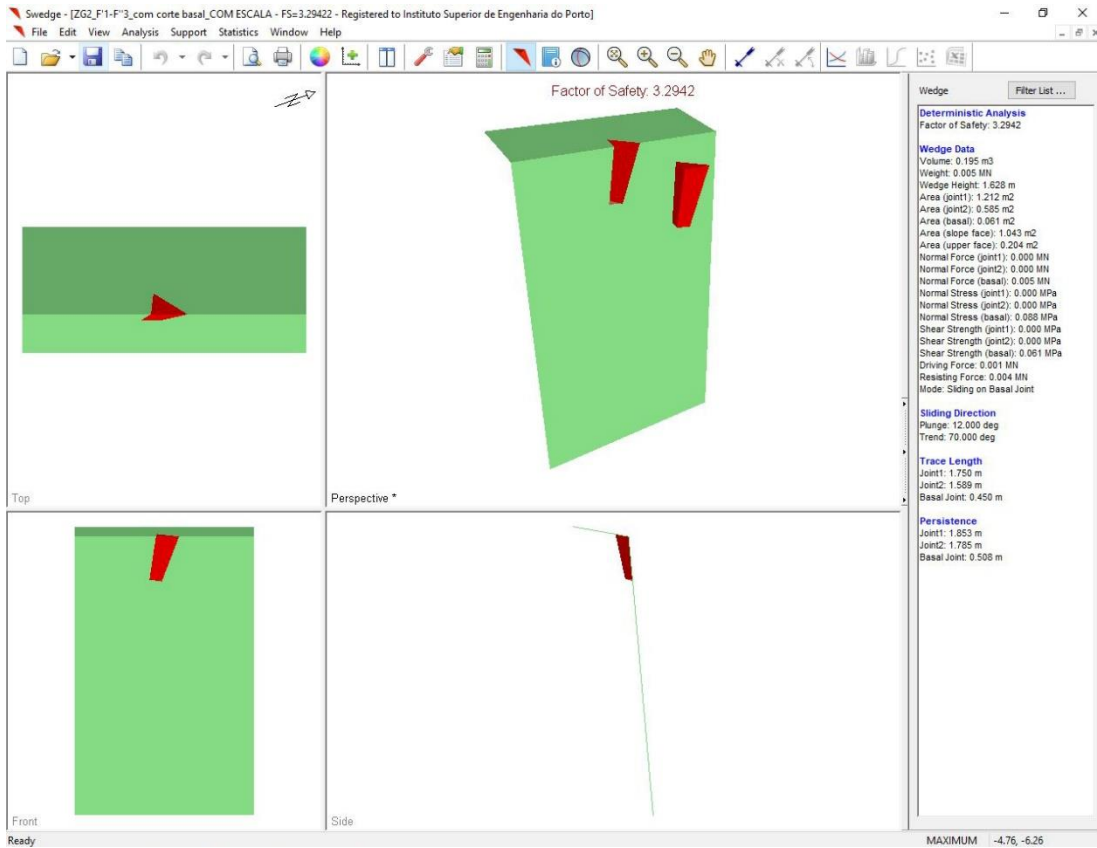 Swedge - [ZG2_F'1-F''3_com corte basal_COM ESCALA - FS=3.29422 - Registered to Instituto Superior de Engenharia do Porto]
File Edit View Analysis Support Statistics Window Help
Top
Factor of Safety: 3.2942
Perspective *
Front
Side
Wedge
Filter List ...
Deterministic Analysis
Factor of Safety: 3.2942
Wedge Data
Volume: 0.195 m3
Weight: 0.005 MN
Wedge Height: 1.628 m
Area (joint1): 1.212 m2
Area (joint2): 0.585 m2
Area (basal): 0.061 m2
Area (slope face): 1.043 m2
Area (upper face): 0.204 m2
Normal Force (joint1): 0.000 MN
Normal Force (joint2): 0.000 MN
Normal Force (basal): 0.005 MN
Normal Stress (joint1): 0.000 MPa
Normal Stress (joint2): 0.000 MPa
Normal Stress (basal): 0.088 MPa
Shear Strength (joint1): 0.000 MPa
Shear Strength (joint2): 0.000 MPa
Shear Strength (basal): 0.061 MPa
Driving Force: 0.001 MN
Resisting Force: 0.004 MN
Mode: Sliding on Basal Joint
Sliding Direction
Plunge: 12.000 deg
Trend: 70.000 deg
Trace Length
Joint1: 1.750 m
Joint2: 1.589 m
Basal Joint: 0.450 m
Persistence
Joint1: 1.853 m
Joint2: 1.785 m
Basal Joint: 0.508 m
Ready
MAXIMUM -4.76, -6.26